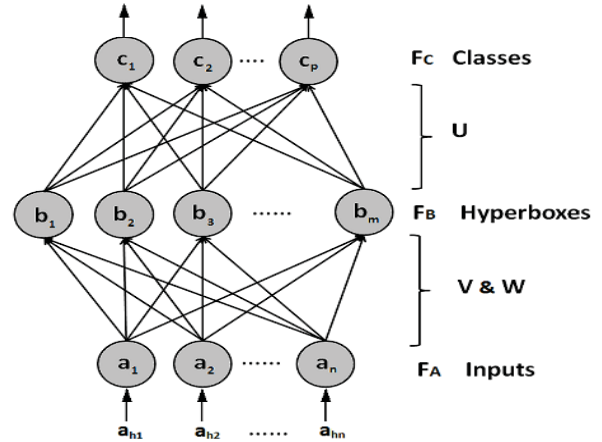 c1 c2 ···· cp FC Classes
U
b1 b2 b3 ······ bm FB Hyperboxes
V & W
a1 a2 ······ an FA Inputs
ah1 ah2 ······ ahn